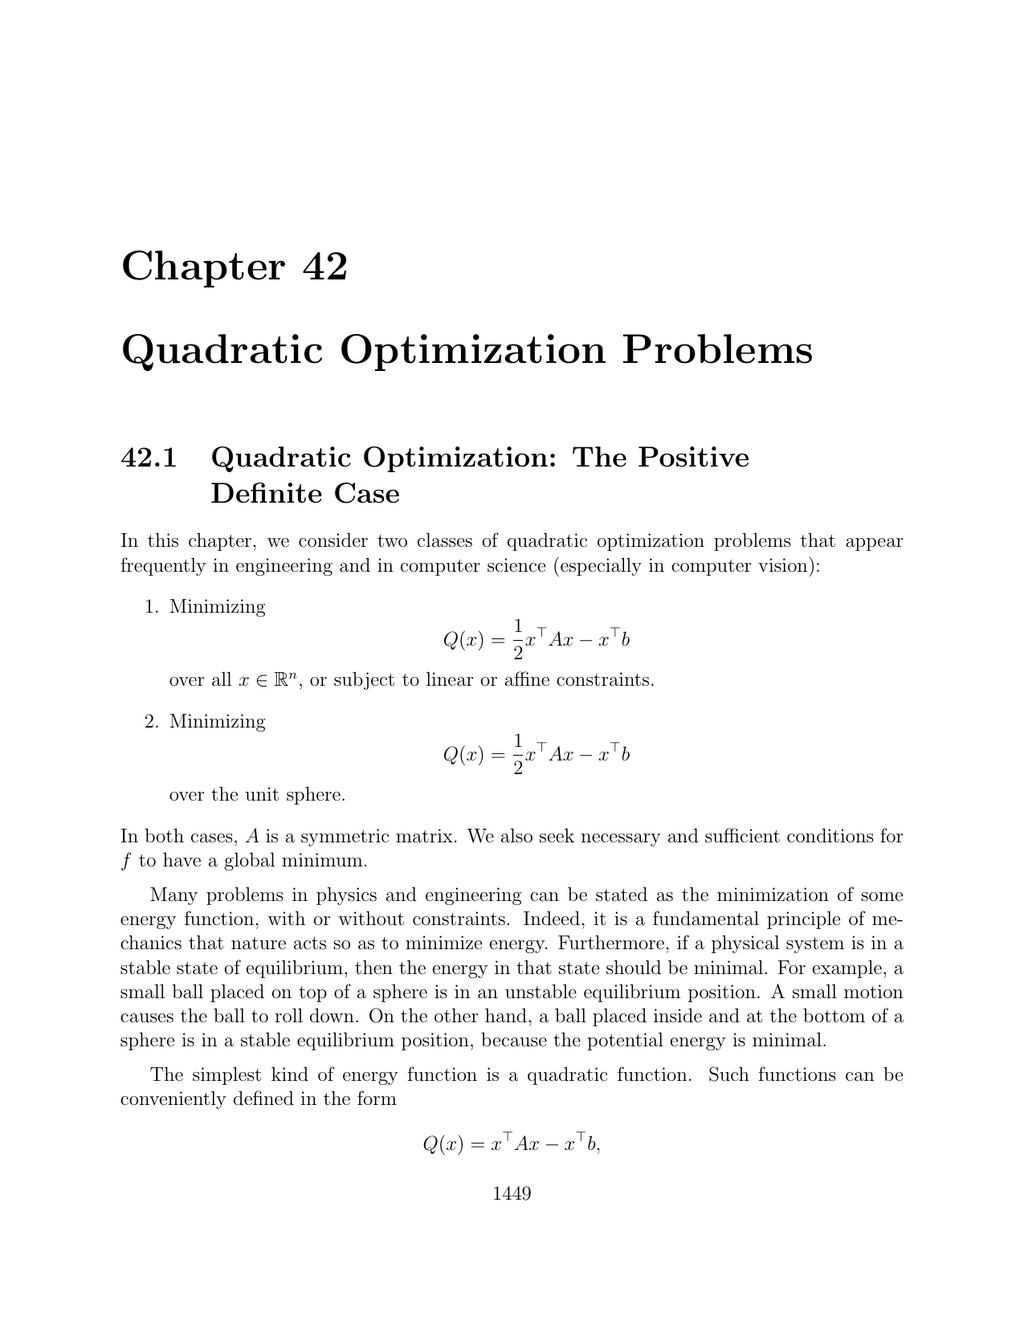 Chapter 42
Quadratic Optimization Problems
42.1 Quadratic Optimization: The Positive
Definite Case
In this chapter, we consider two classes of quadratic optimization problems that appear
frequently in engineering and in computer science (especially in computer vision):
1. Minimizing
Q(x) = \frac{1}{2}x^⊤Ax − x^⊤b
over all x ∈ ℝⁿ, or subject to linear or affine constraints.
2. Minimizing
Q(x) = \frac{1}{2}x^⊤Ax − x^⊤b
over the unit sphere.
In both cases, A is a symmetric matrix. We also seek necessary and sufficient conditions for
f to have a global minimum.
Many problems in physics and engineering can be stated as the minimization of some
energy function, with or without constraints. Indeed, it is a fundamental principle of me-
chanics that nature acts so as to minimize energy. Furthermore, if a physical system is in a
stable state of equilibrium, then the energy in that state should be minimal. For example, a
small ball placed on top of a sphere is in an unstable equilibrium position. A small motion
causes the ball to roll down. On the other hand, a ball placed inside and at the bottom of a
sphere is in a stable equilibrium position, because the potential energy is minimal.
The simplest kind of energy function is a quadratic function. Such functions can be
conveniently defined in the form
Q(x) = x^⊤Ax − x^⊤b,
1449